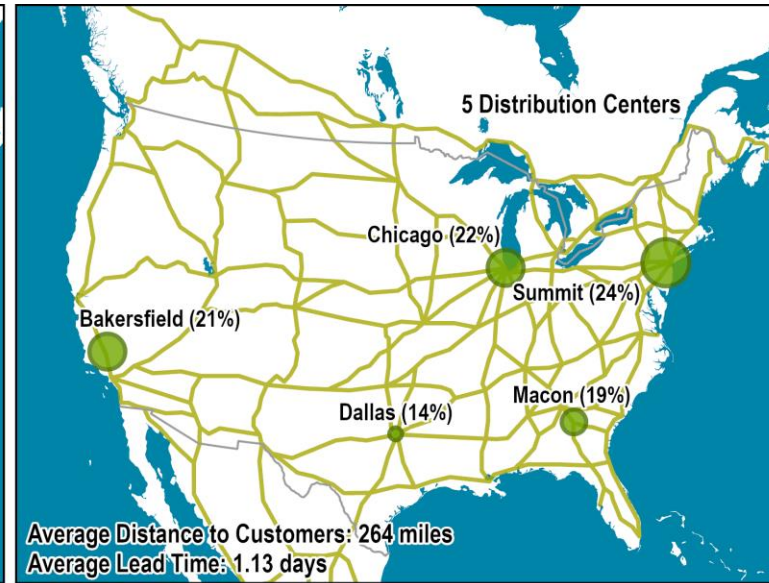 5 Distribution Centers
Chicago (22%)
Summit (24%)
Bakersfield (21%)
Macon (19%)
Dallas (14%)
Average Distance to Customers: 264 miles
Average Lead Time: 1.13 days